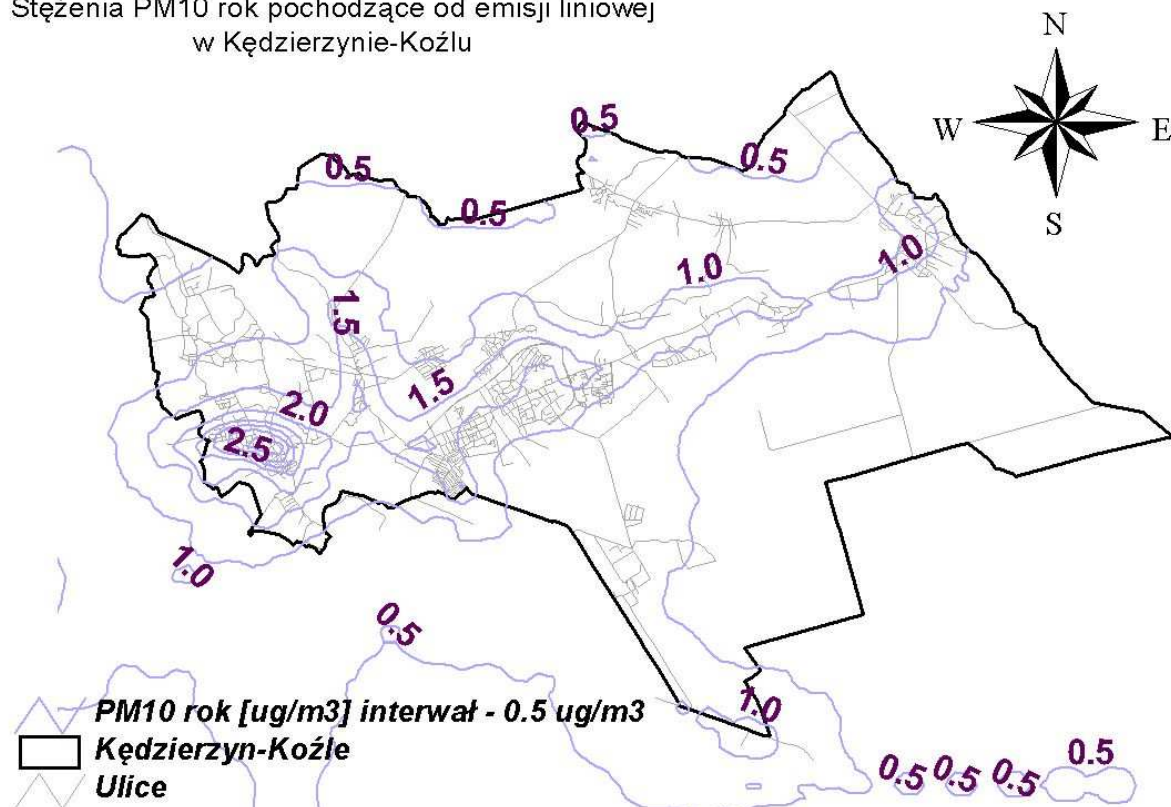 Stężenia PM10 rok pochodzące od emisji liniowej
w Kędzierzynie-Koźlu
N
W E
S
0.5
0.5
0.5
0.5
1.0
1.0
1.5
1.5
2.0
2.5
1.0
0.5
1.0
0.5 0.5 0.5 0.5
PM10 rok [ug/m3] interwał - 0.5 ug/m3
Kędzierzyn-Koźle
Ulice